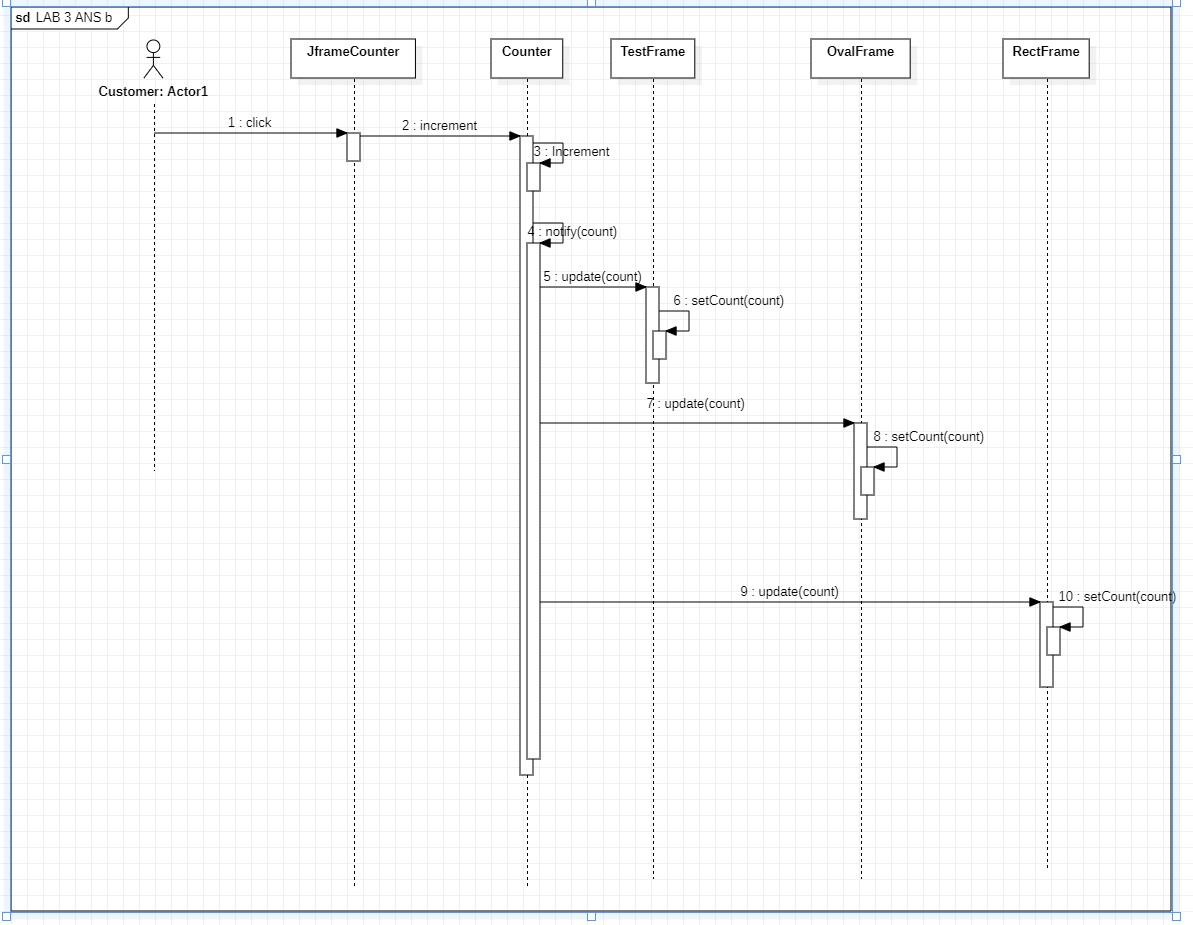 sd LAB 3 ANS b
JframeCounter
Counter
TestFrame
OvalFrame
RectFrame
Customer: Actor1
1 : click
2 : increment
3 : Increment
4 : notify(count)
5 : update(count)
6 : setCount(count)
7 : update(count)
8 : setCount(count)
9 : update(count)
10 : setCount(count)